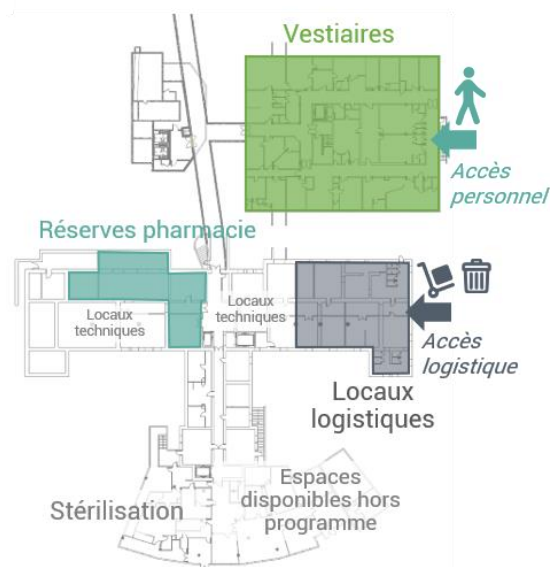 Vestiaires
Accès
personnel
Réserves pharmacie
Locaux
techniques
Locaux
techniques
Accès
logistique
Locaux
logistiques
Stérilisation
Espaces
disponibles hors
programme